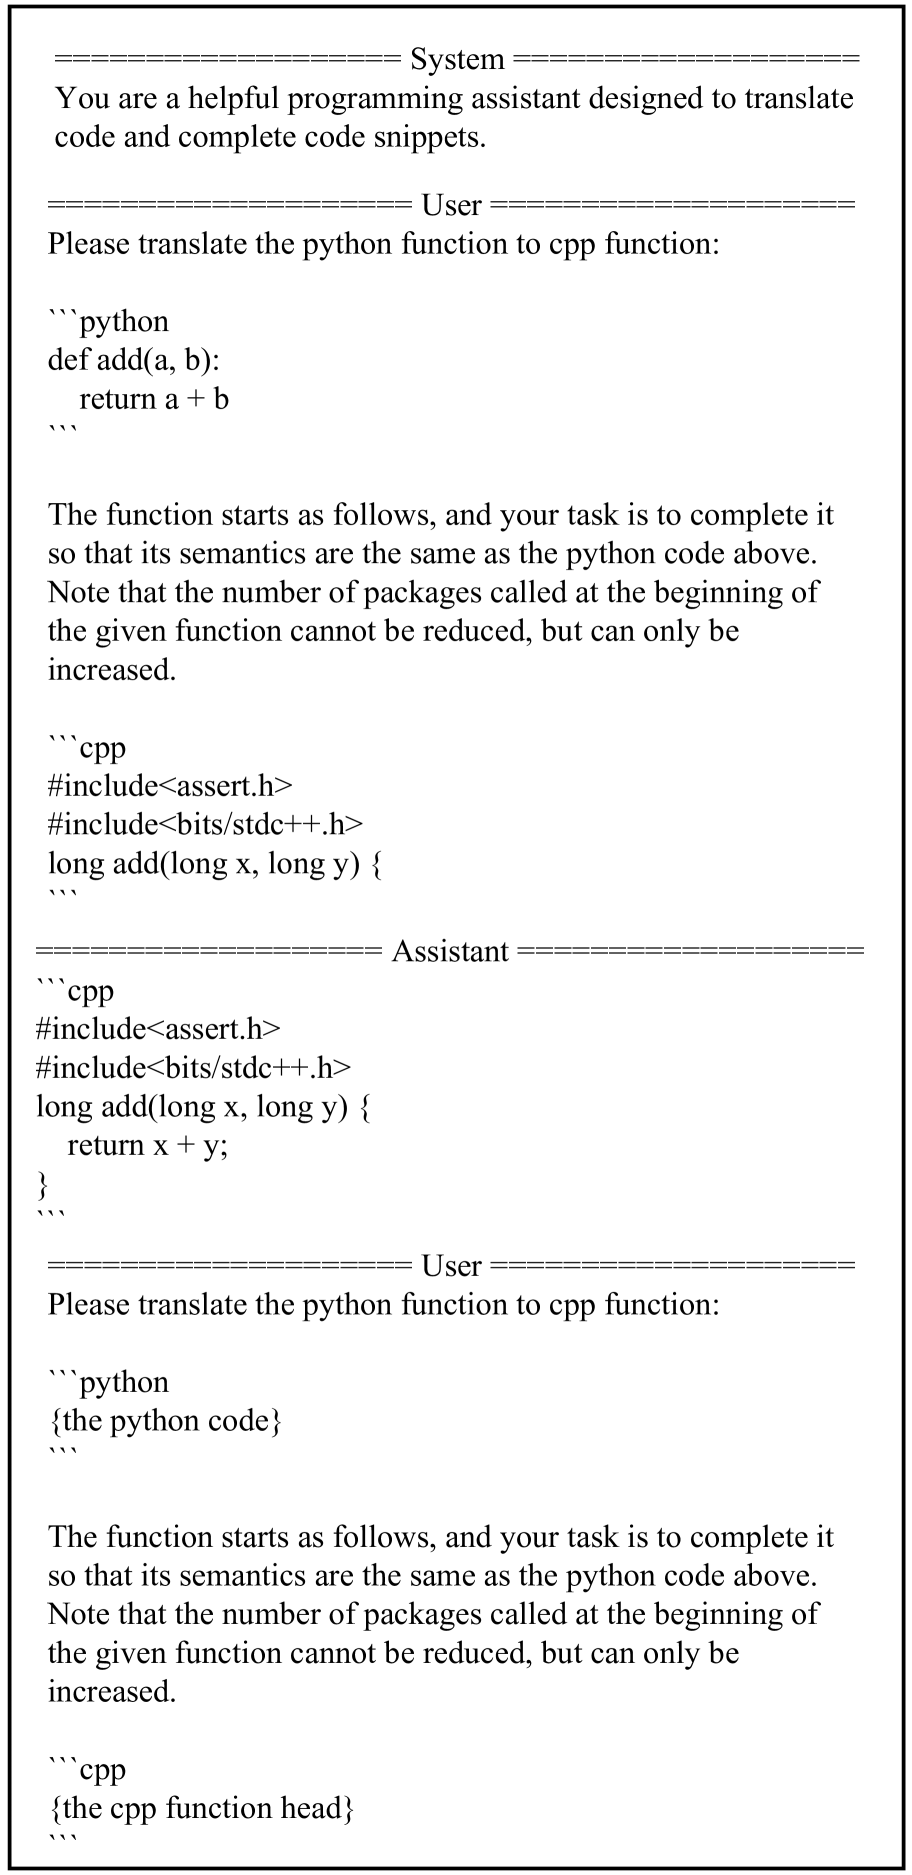 =================== System ===================
You are a helpful programming assistant designed to translate
code and complete code snippets.
==================== User ====================
Please translate the python function to cpp function:
```python
def add(a, b):
    return a + b
```
The function starts as follows, and your task is to complete it
so that its semantics are the same as the python code above.
Note that the number of packages called at the beginning of
the given function cannot be reduced, but can only be
increased.
```cpp
#include<assert.h>
#include<bits/stdc++.h>
long add(long x, long y) {
```
=================== Assistant ===================
```cpp
#include<assert.h>
#include<bits/stdc++.h>
long add(long x, long y) {
    return x + y;
}
```
==================== User ====================
Please translate the python function to cpp function:
```python
{the python code}
```
The function starts as follows, and your task is to complete it
so that its semantics are the same as the python code above.
Note that the number of packages called at the beginning of
the given function cannot be reduced, but can only be
increased.
```cpp
{the cpp function head}
```